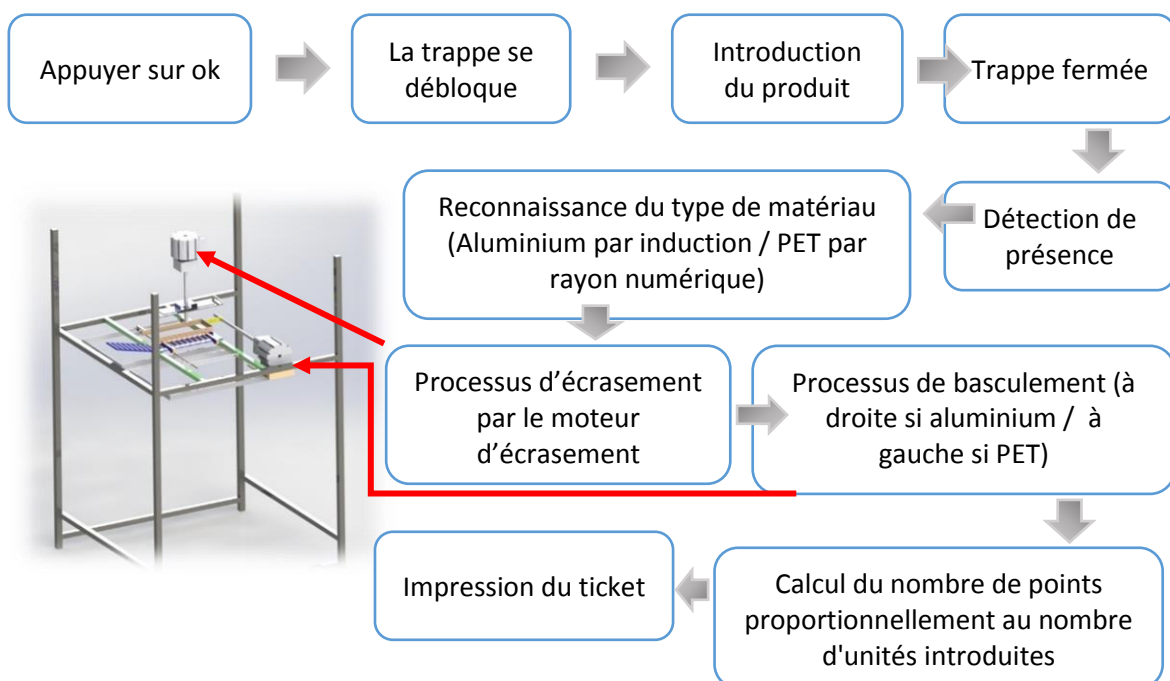 Appuyer sur ok
La trappe se
débloque
Introduction
du produit
Trappe fermée
Détection de
présence
Reconnaissance du type de matériau
(Aluminium par induction / PET par
rayon numérique)
Processus d'écrasement
par le moteur
d'écrasement
Processus de basculement (à
droite si aluminium / à
gauche si PET)
Calcul du nombre de points
proportionnellement au nombre
d'unités introduites
Impression du ticket